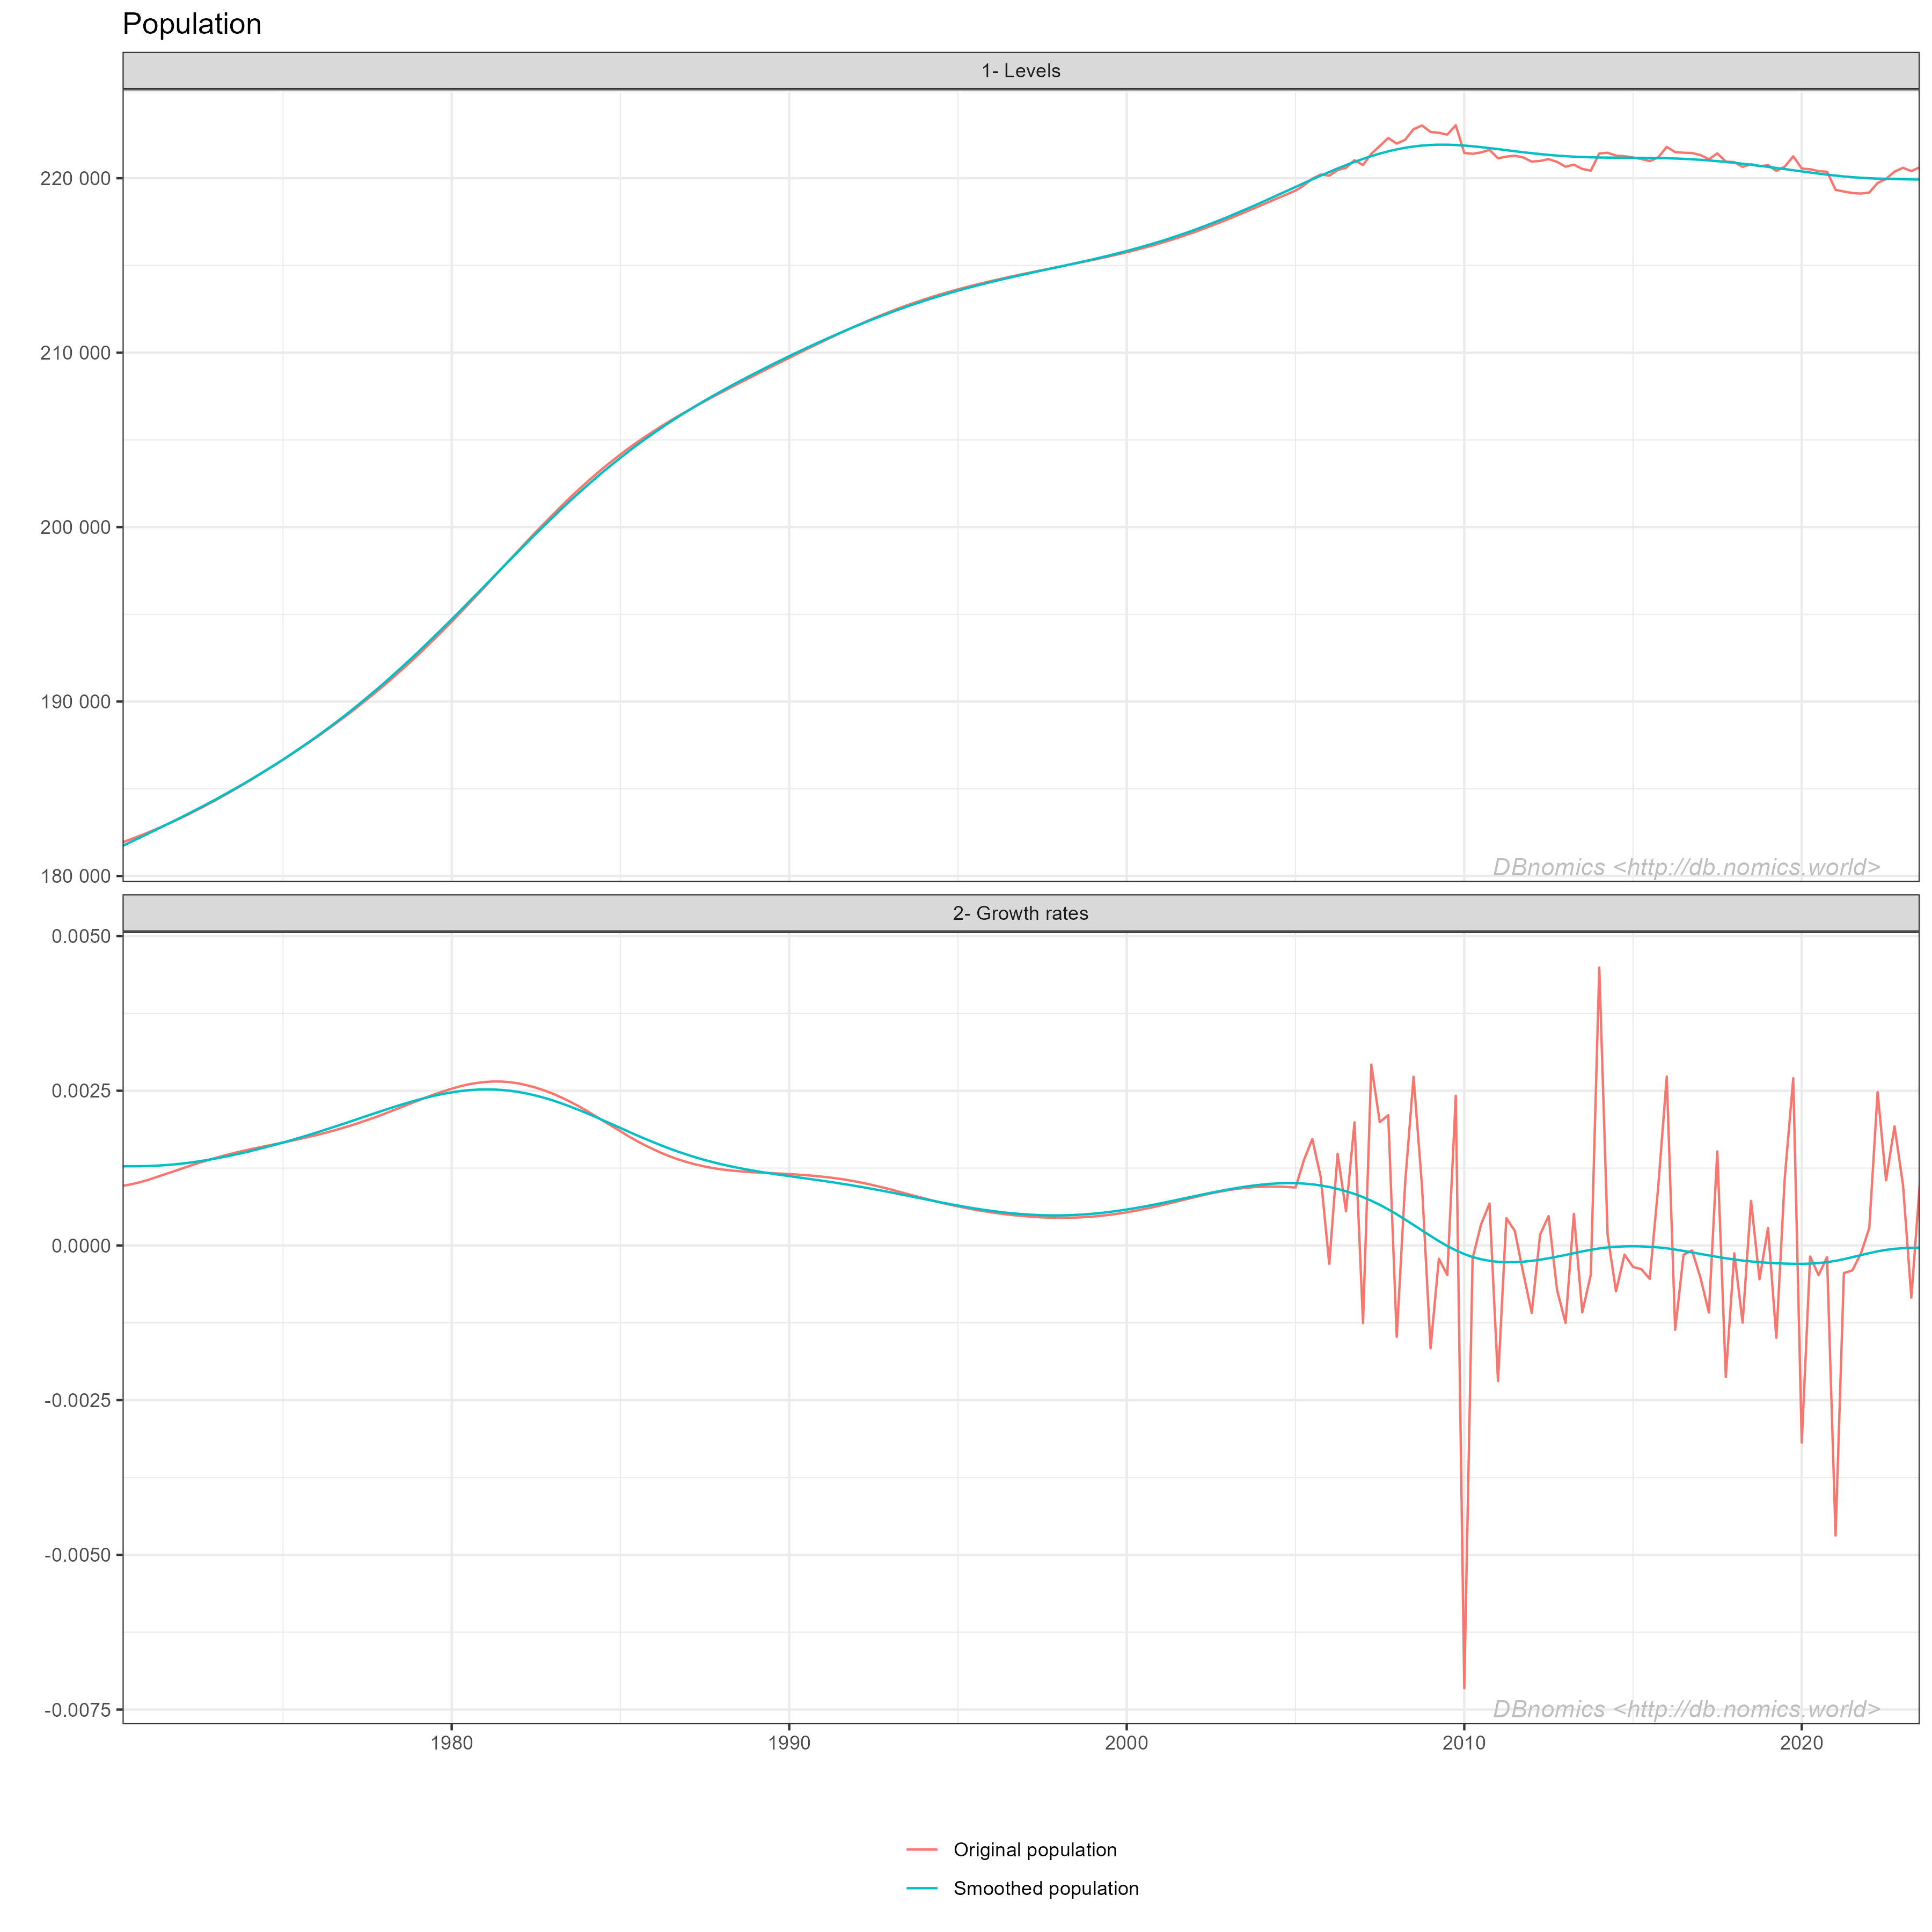 Population
1- Levels
220 000
210 000
200 000
190 000
180 000
DBnomics <http://db.nomics.world>
2- Growth rates
0.0050
0.0025
0.0000
-0.0025
-0.0050
-0.0075
DBnomics <http://db.nomics.world>
1980 1990 2000 2010 2020
Original population
Smoothed population